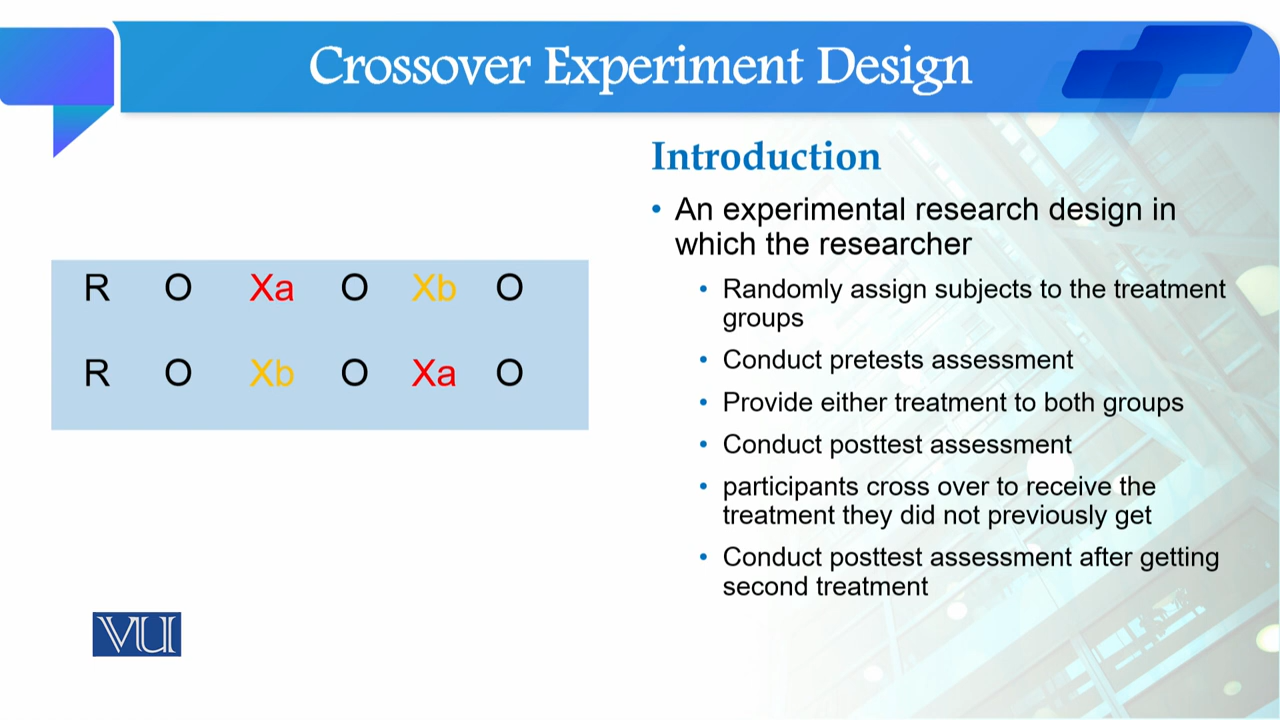 Crossover Experiment Design
R O Xa O Xb O
R O Xb O Xa O
Introduction
• An experimental research design in
which the researcher
• Randomly assign subjects to the treatment
groups
• Conduct pretests assessment
• Provide either treatment to both groups
• Conduct posttest assessment
• participants cross over to receive the
treatment they did not previously get
• Conduct posttest assessment after getting
second treatment
VU